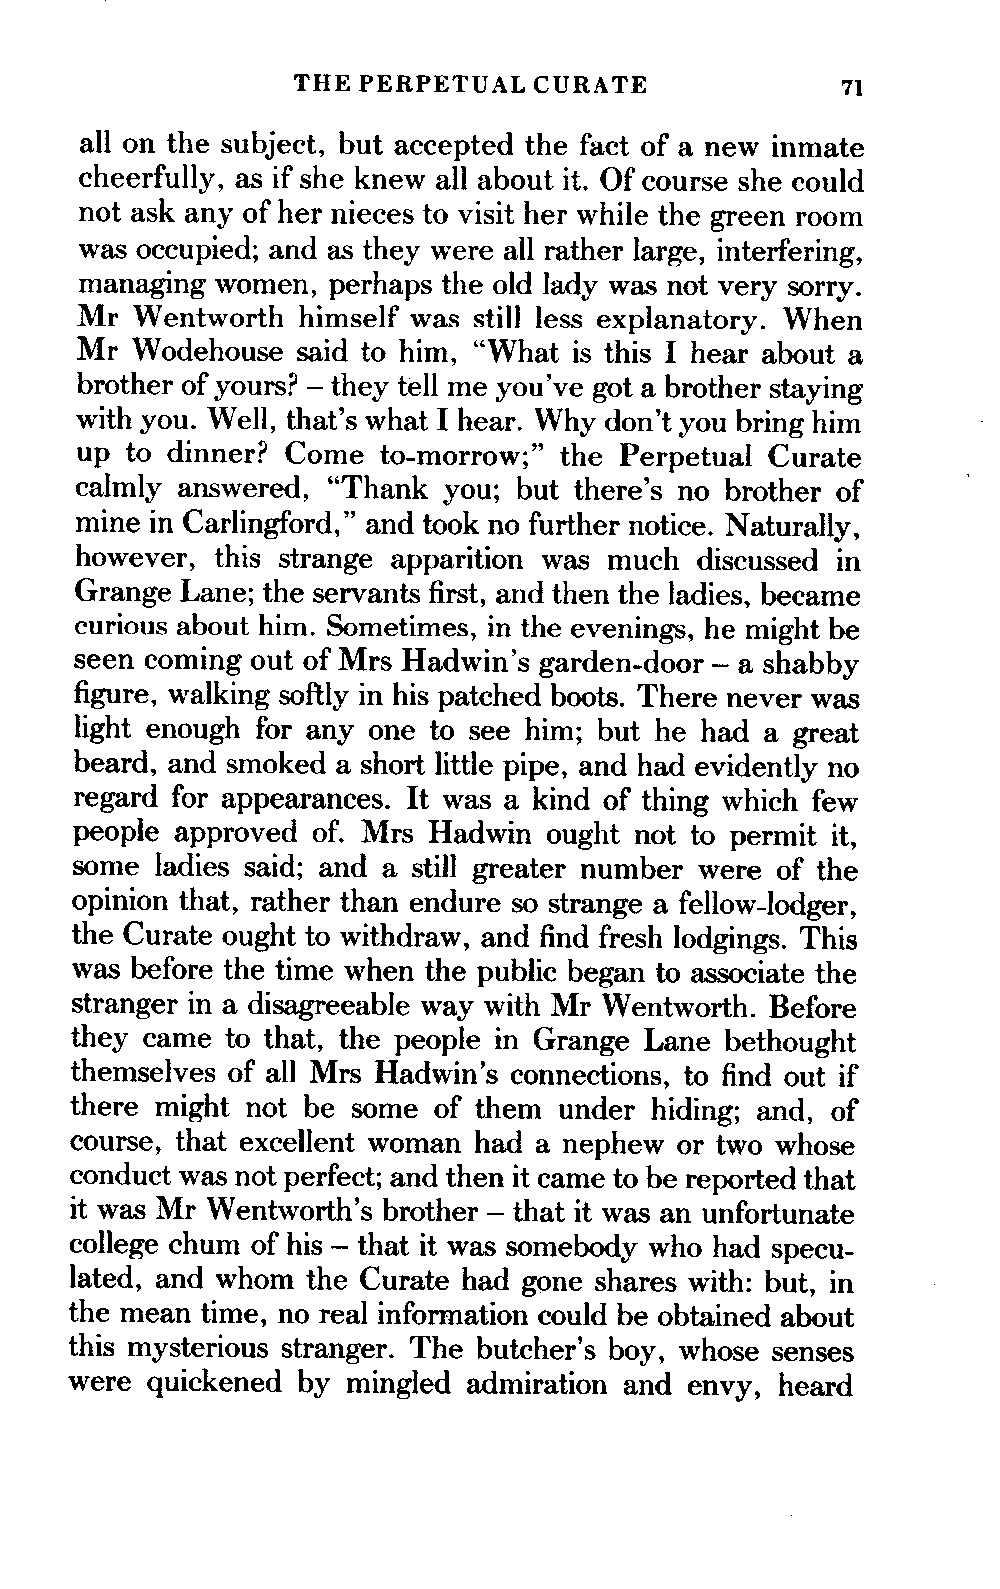 THE PERPETUAL CURATE 71
all on the subject, but accepted the fact of a new inmate
cheerfully, as if she knew all about it. Of course she could
not ask any of her nieces to visit her while the green room
was occupied; and as they were all rather large, interfering,
managing women, perhaps the old lady was not very sorry.
Mr Wentworth himself was still less explanatory. When
Mr Wodehouse said to him, “What is this I hear about a
brother of yours? – they tell me you’ve got a brother staying
with you. Well, that’s what I hear. Why don’t you bring him
up to dinner? Come to-morrow;” the Perpetual Curate
calmly answered, “Thank you; but there’s no brother of
mine in Carlingford,” and took no further notice. Naturally,
however, this strange apparition was much discussed in
Grange Lane; the servants first, and then the ladies, became
curious about him. Sometimes, in the evenings, he might be
seen coming out of Mrs Hadwin’s garden-door – a shabby
figure, walking softly in his patched boots. There never was
light enough for any one to see him; but he had a great
beard, and smoked a short little pipe, and had evidently no
regard for appearances. It was a kind of thing which few
people approved of. Mrs Hadwin ought not to permit it,
some ladies said; and a still greater number were of the
opinion that, rather than endure so strange a fellow-lodger,
the Curate ought to withdraw, and find fresh lodgings. This
was before the time when the public began to associate the
stranger in a disagreeable way with Mr Wentworth. Before
they came to that, the people in Grange Lane bethought
themselves of all Mrs Hadwin’s connections, to find out if
there might not be some of them under hiding; and, of
course, that excellent woman had a nephew or two whose
conduct was not perfect; and then it came to be reported that
it was Mr Wentworth’s brother – that it was an unfortunate
college chum of his – that it was somebody who had specu-
lated, and whom the Curate had gone shares with: but, in
the mean time, no real information could be obtained about
this mysterious stranger. The butcher’s boy, whose senses
were quickened by mingled admiration and envy, heard